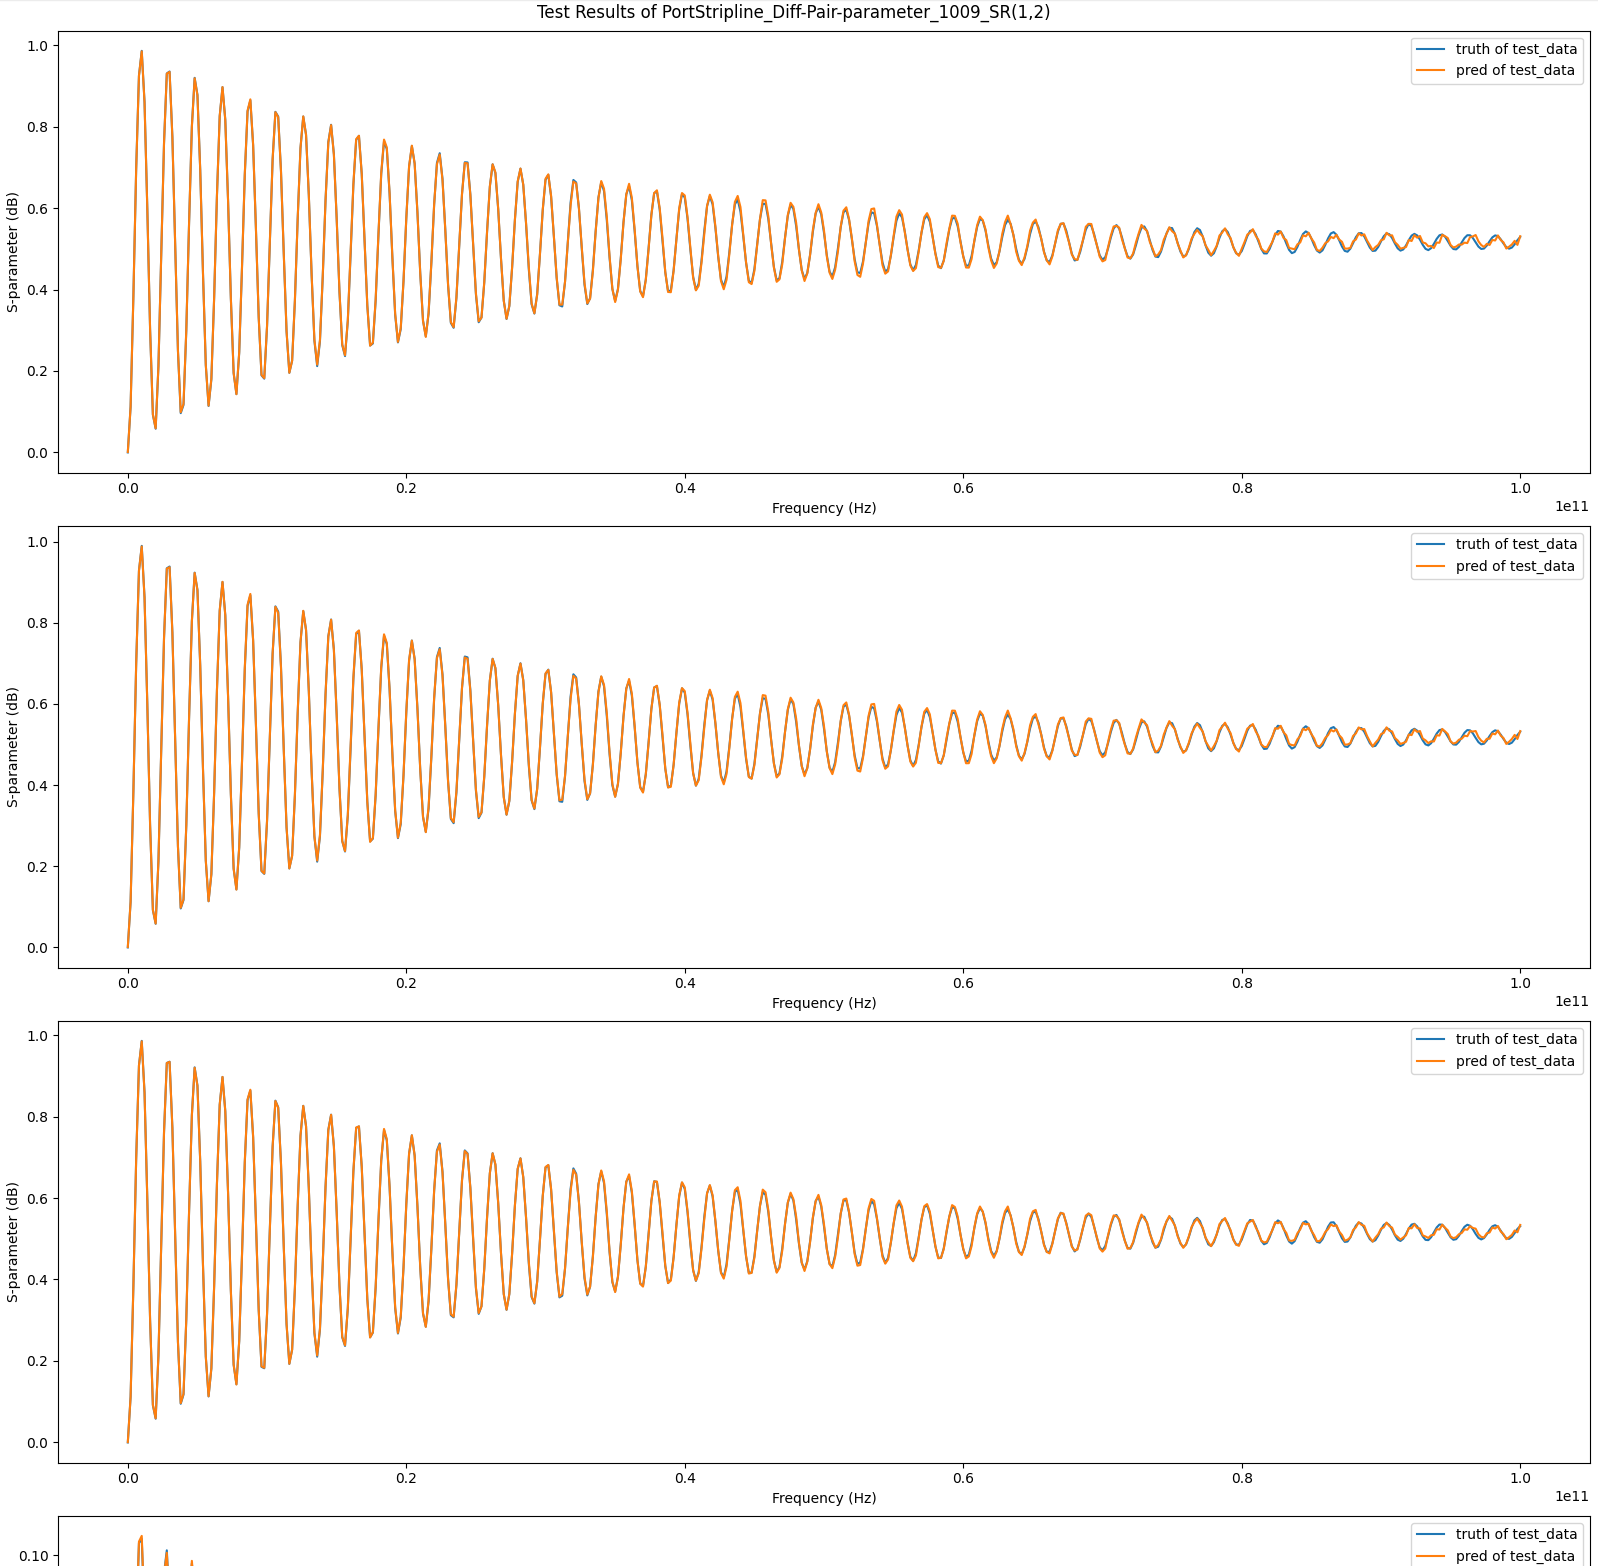 Test Results of PortStripline_Diff-Pair-parameter_1009_SR(1,2)
truth of test_data
pred of test_data
S-parameter (dB)
1.0
0.8
0.6
0.4
0.2
0.0
0.0 0.2 0.4 0.6 0.8 1.0
1e11
Frequency (Hz)
truth of test_data
pred of test_data
S-parameter (dB)
1.0
0.8
0.6
0.4
0.2
0.0
0.0 0.2 0.4 0.6 0.8 1.0
1e11
Frequency (Hz)
truth of test_data
pred of test_data
S-parameter (dB)
1.0
0.8
0.6
0.4
0.2
0.0
0.0 0.2 0.4 0.6 0.8 1.0
1e11
Frequency (Hz)
truth of test_data
pred of test_data
0.10